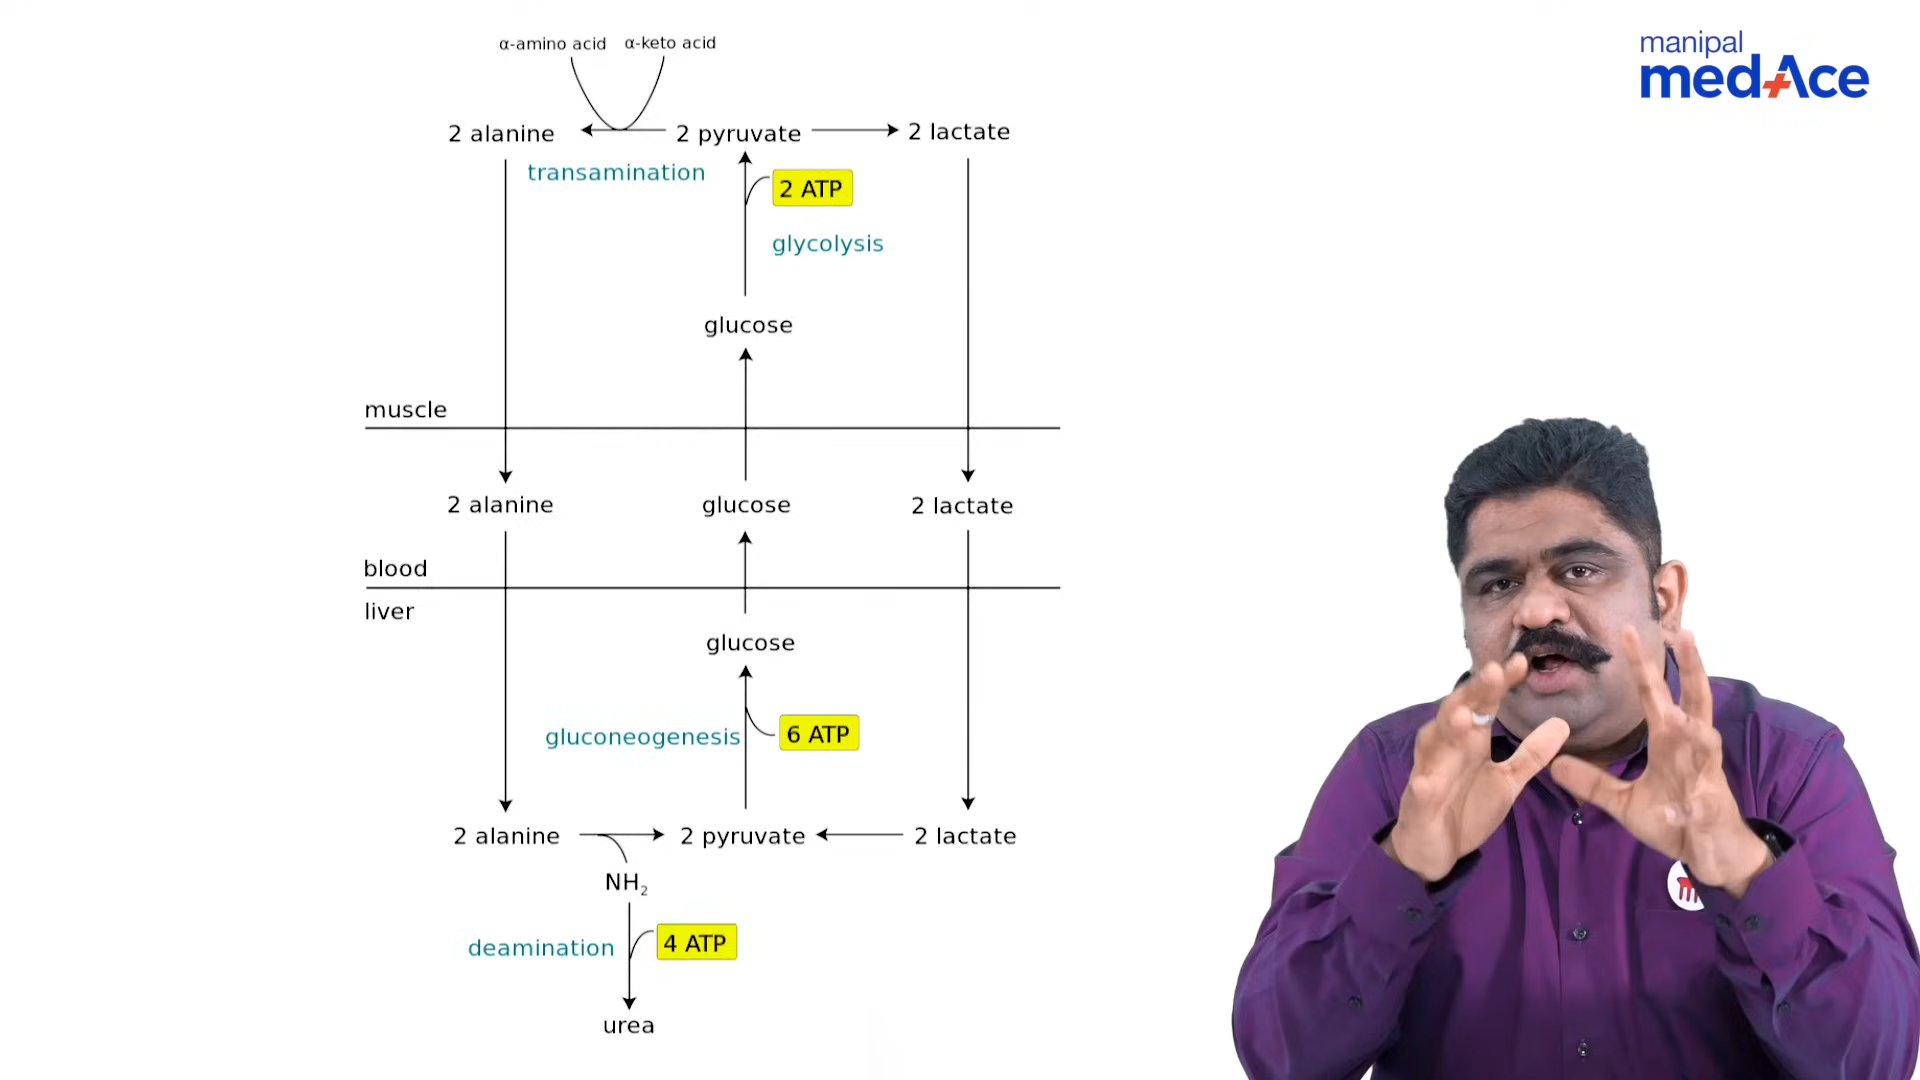 α-amino acid α-keto acid
manipal
medAce
2 alanine 2 pyruvate 2 lactate
transamination
2 ATP
glycolysis
glucose
muscle
2 alanine glucose 2 lactate
blood
liver
glucose
gluconeogenesis
6 ATP
2 alanine 2 pyruvate 2 lactate
NH₂
deamination
4 ATP
urea